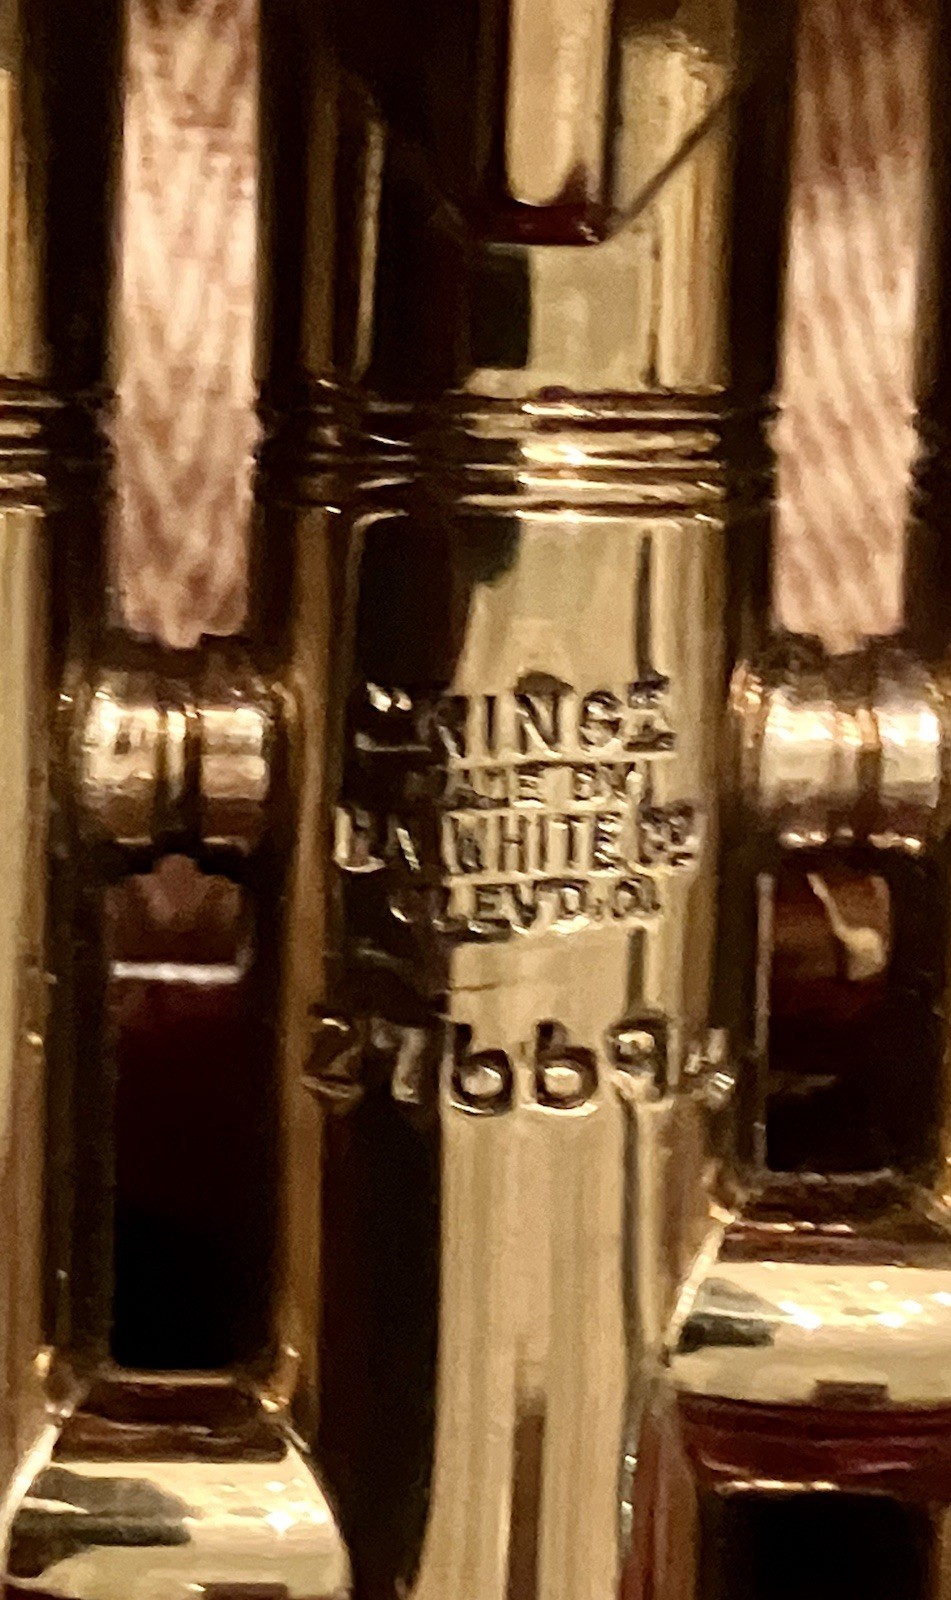 KING
MADE BY
H.N. WHITE CO
CLEV'D. O.
276694